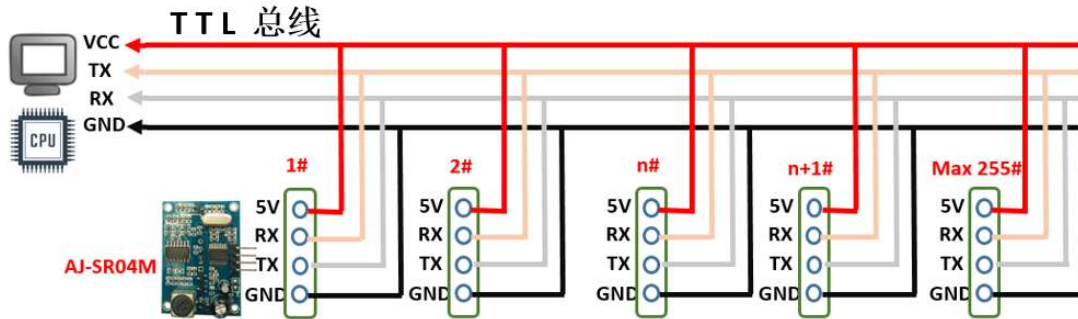 TTL 总线
VCC
TX
RX
GND
CPU
1#
2#
n#
n+1#
Max 255#
5V
RX
TX
GND
5V
RX
TX
GND
5V
RX
TX
GND
5V
RX
TX
GND
5V
RX
TX
GND
AJ-SR04M